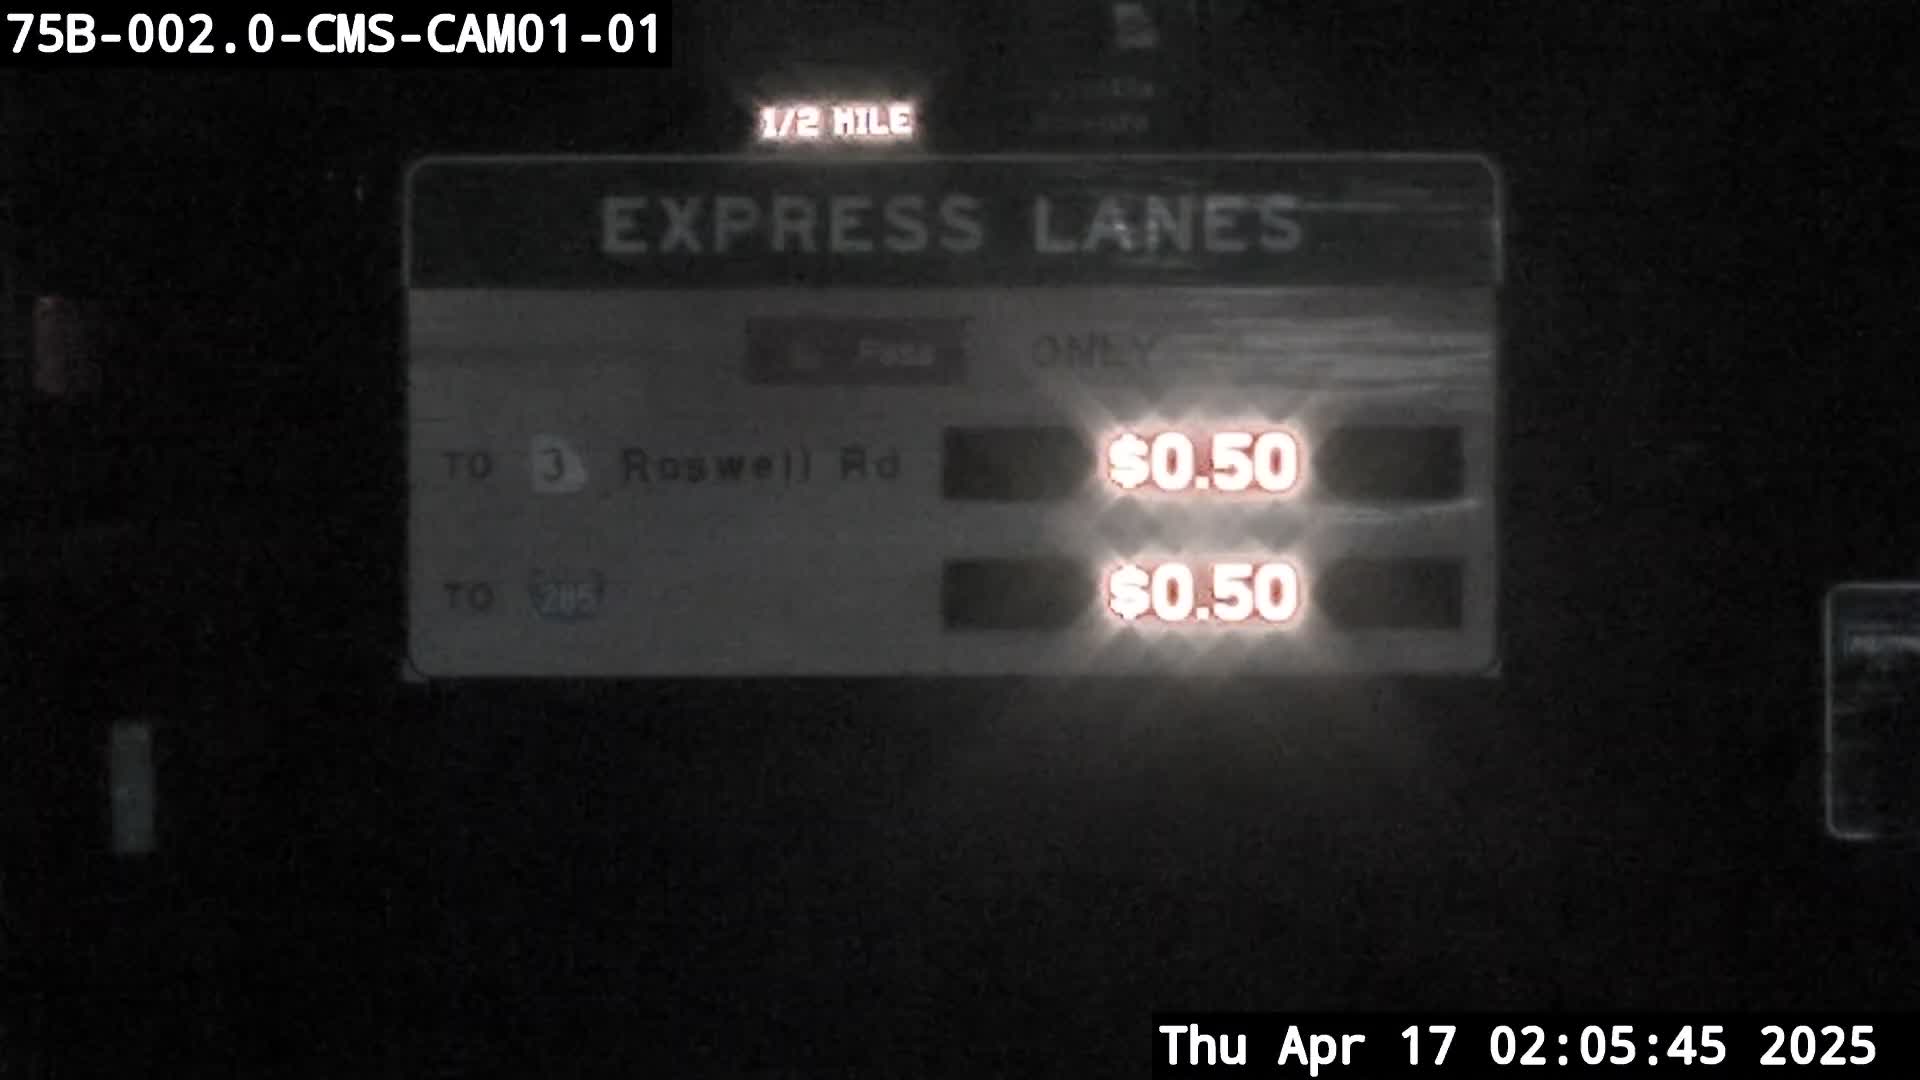 75B-002.0-CMS-CAM01-01
1/2 MILE
EXPRESS LANES
Pass ONLY
TO 3 Roswell Rd $0.50
TO 285 $0.50
Thu Apr 17 02:05:45 2025